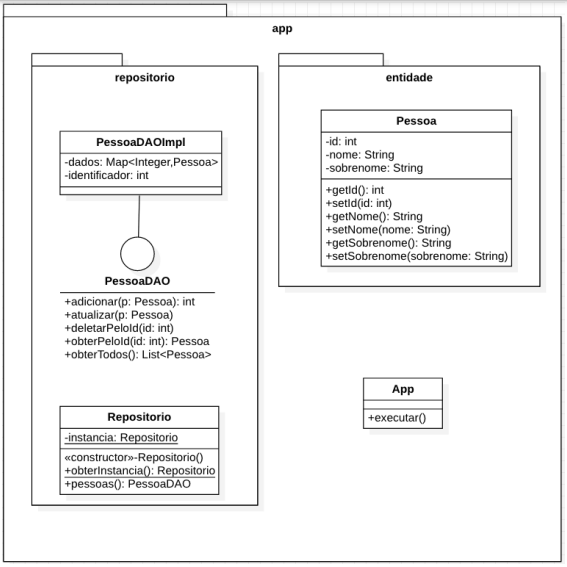 app
repositorio
PessoaDAOImpl
-dados: Map<Integer,Pessoa>
-identificador: int
PessoaDAO
+adicionar(p: Pessoa): int
+atualizar(p: Pessoa)
+deletarPeloId(id: int)
+obterPeloId(id: int): Pessoa
+obterTodos(): List<Pessoa>
Repositorio
-instancia: Repositorio
«constructor»-Repositorio()
+obterInstancia(): Repositorio
+pessoas(): PessoaDAO
entidade
Pessoa
-id: int
-nome: String
-sobrenome: String
+getId(): int
+setId(id: int)
+getNome(): String
+setNome(nome: String)
+getSobrenome(): String
+setSobrenome(sobrenome: String)
App
+executar()